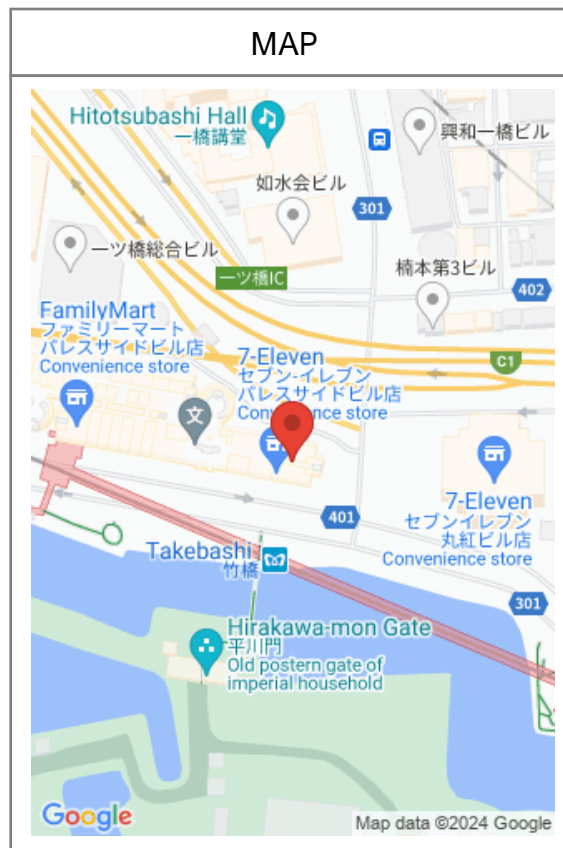 MAP
Hitotsubashi Hall
一橋講堂
興和一橋ビル
如水会ビル
301
一ツ橋総合ビル
一ツ橋IC
楠本第3ビル
402
FamilyMart
ファミリーマート
パレスサイドビル店
Convenience store
7-Eleven
セブン-イレブン
パレスサイドビル店
C1
文
401
7-Eleven
セブンイレブン
丸紅ビル店
Convenience store
Takebashi
竹橋
301
Hirakawa-mon Gate
平川門
Old postern gate of
imperial household
Google
Map data ©2024 Google